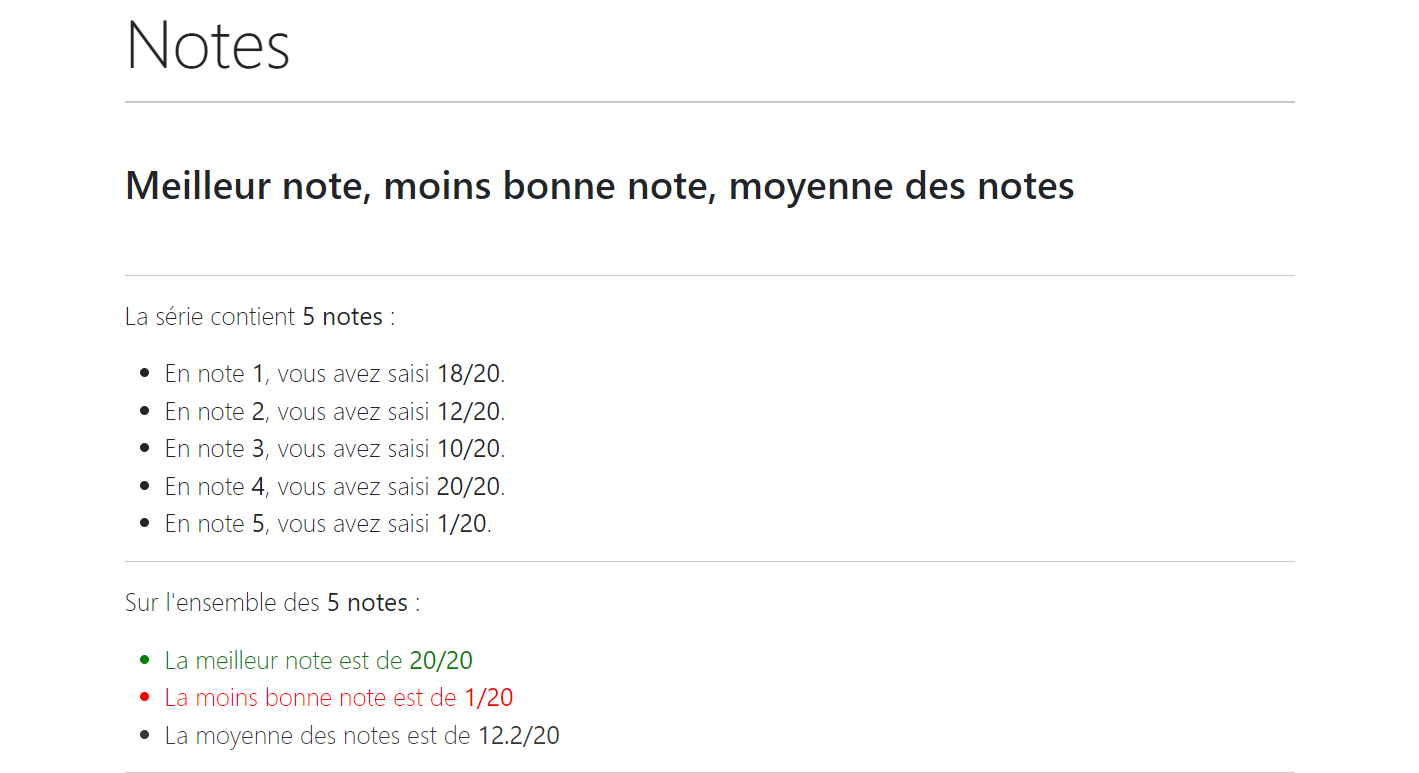 Notes
Meilleur note, moins bonne note, moyenne des notes
La série contient 5 notes :
En note 1, vous avez saisi 18/20.
En note 2, vous avez saisi 12/20.
En note 3, vous avez saisi 10/20.
En note 4, vous avez saisi 20/20.
En note 5, vous avez saisi 1/20.
Sur l'ensemble des 5 notes :
La meilleur note est de 20/20
La moins bonne note est de 1/20
La moyenne des notes est de 12.2/20